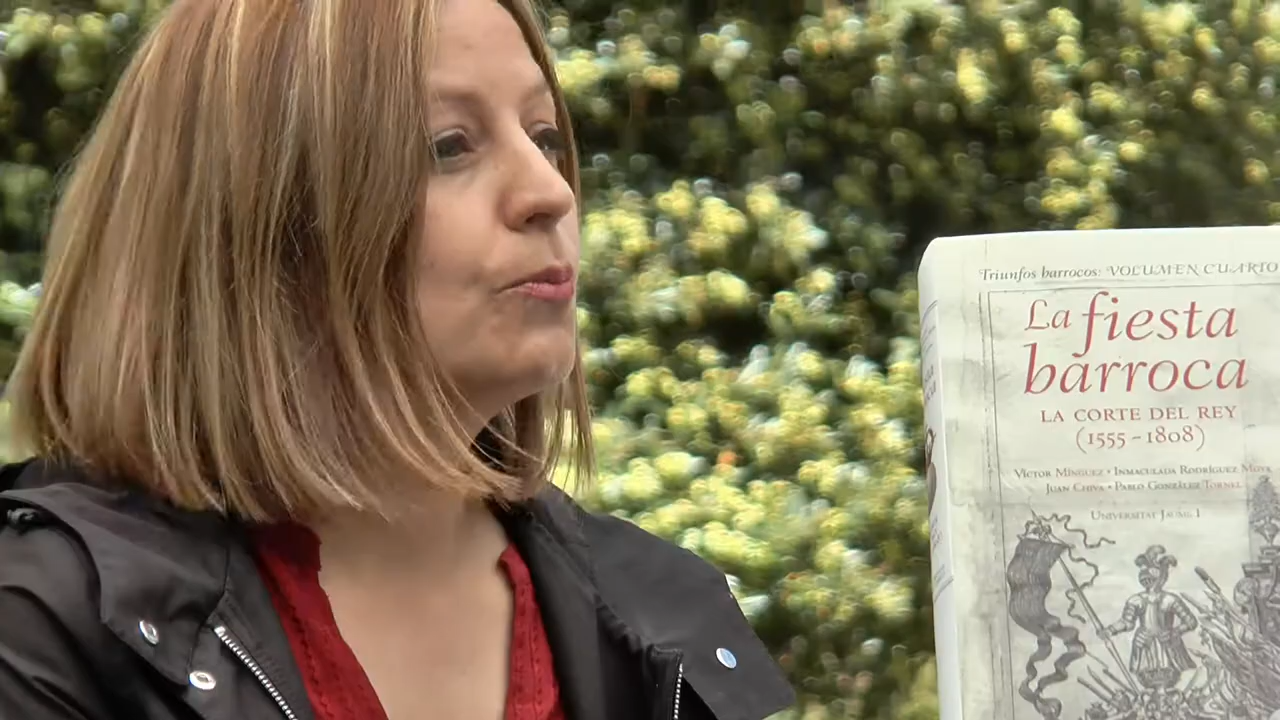 Triunfos barrocos: VOLUMEN CUARTO
La fiesta
barroca
LA CORTE DEL REY
(1555-1808)
Víctor Mínguez • Inmaculada Rodríguez Moya
Juan Chiva • Pablo González Tornel
Universitat Jaume I